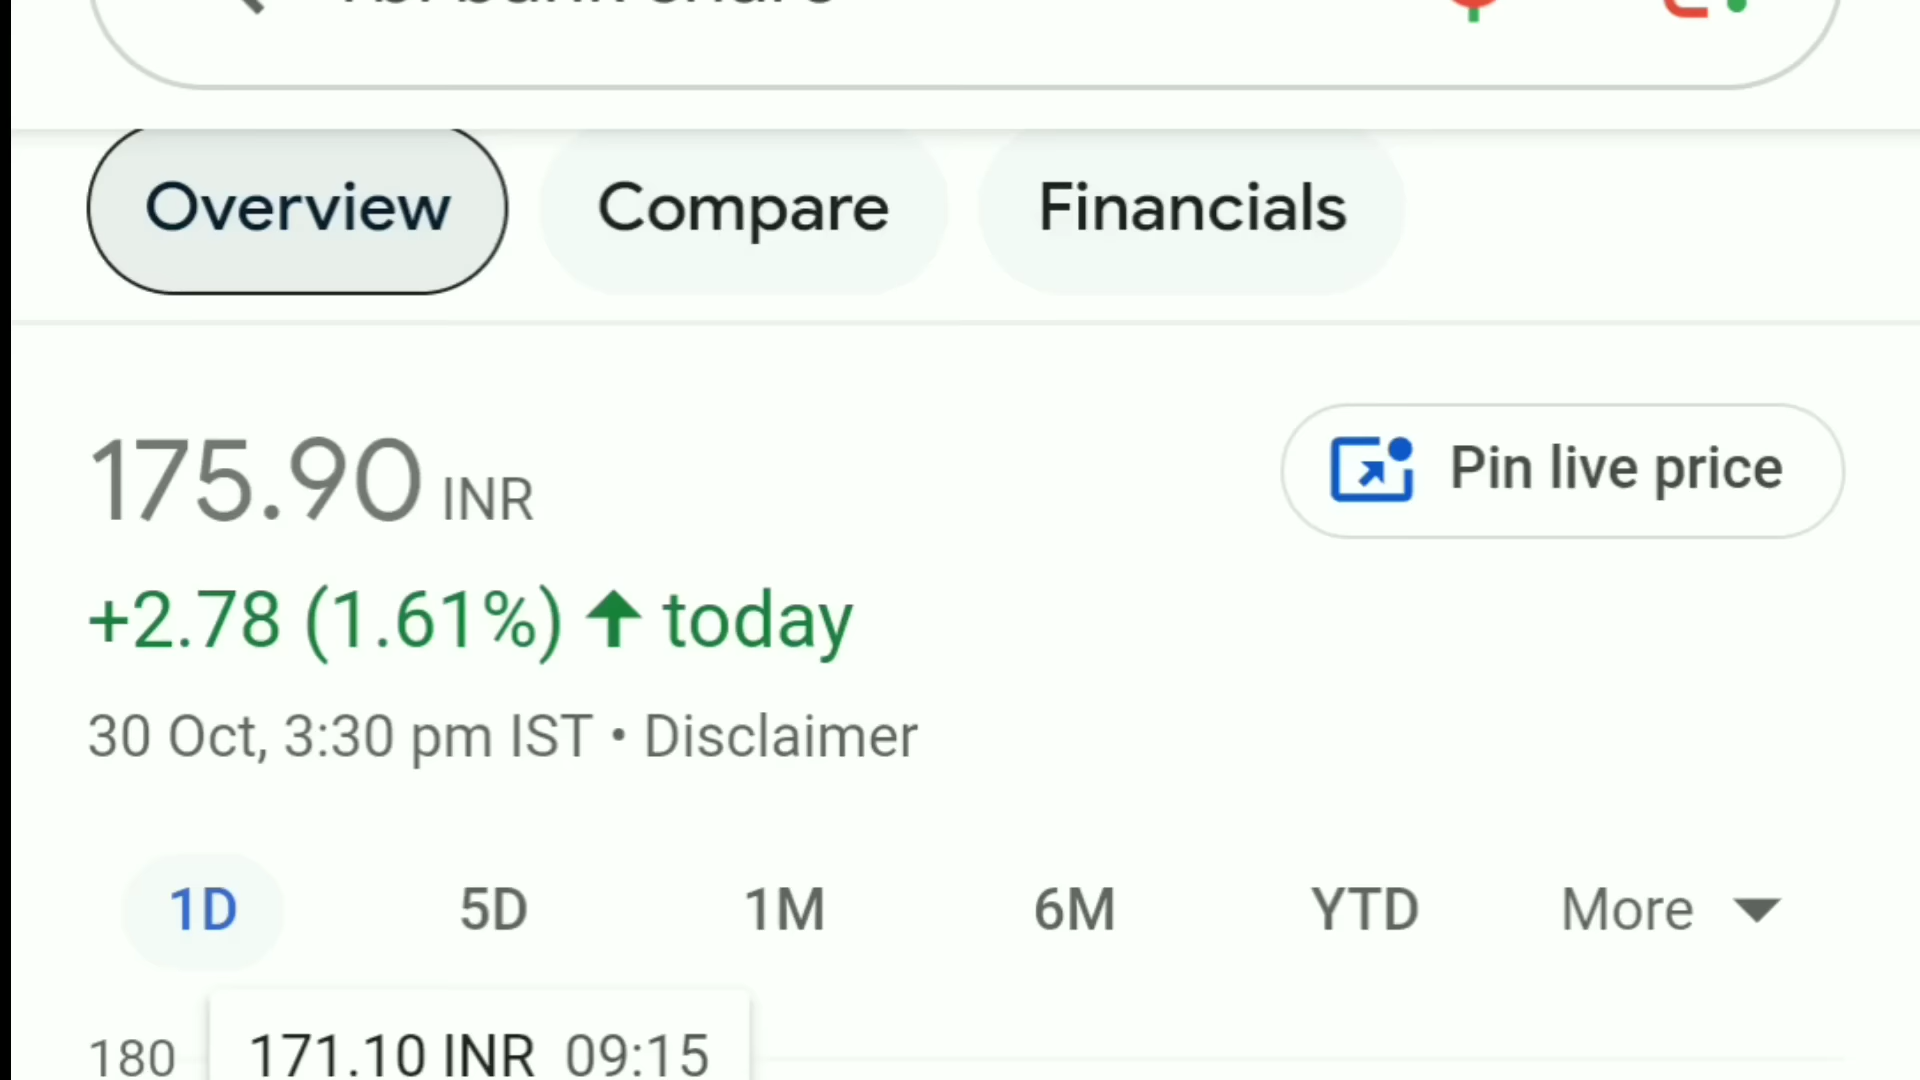 Overview Compare Financials
175.90 INR
Pin live price
+2.78 (1.61%) today
30 Oct, 3:30 pm IST • Disclaimer
1D 5D 1M 6M YTD More
180 171.10 INR 09:15